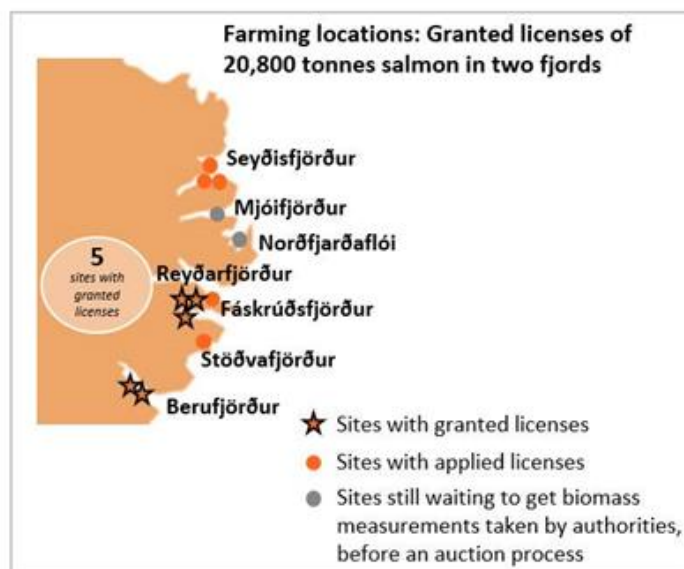 Farming locations: Granted licenses of
20,800 tonnes salmon in two fjords
Seyðisfjörður
Mjóifjörður
Norðfjarðaflói
5
sites with
granted
licenses
Reyðarfjörður
Fáskrúðsfjörður
Stöðvafjörður
Berufjörður
Sites with granted licenses
Sites with applied licenses
Sites still waiting to get biomass
measurements taken by authorities,
before an auction process